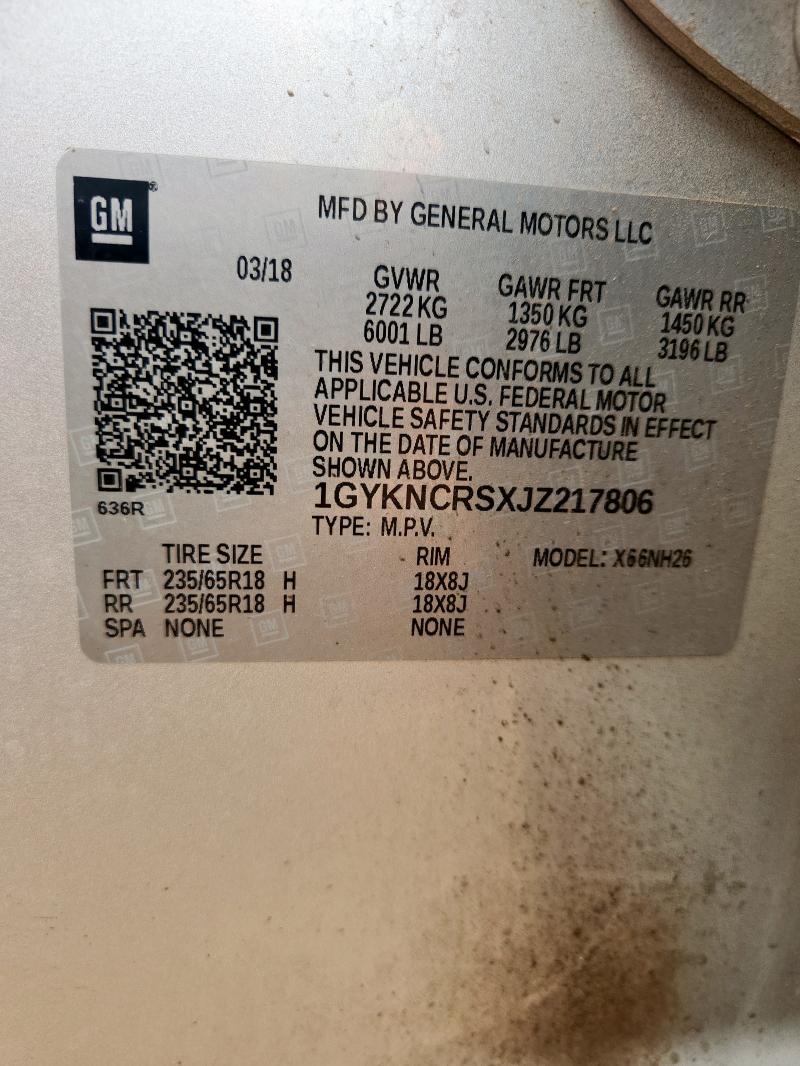 GM
MFD BY GENERAL MOTORS LLC
03/18
GVWR GAWR FRT GAWR RR
2722 KG 1350 KG 1450 KG
6001 LB 2976 LB 3196 LB
THIS VEHICLE CONFORMS TO ALL
APPLICABLE U.S. FEDERAL MOTOR
VEHICLE SAFETY STANDARDS IN EFFECT
ON THE DATE OF MANUFACTURE
SHOWN ABOVE.
1GYKNCRSXJZ217806
636R
TYPE: M.P.V.
TIRE SIZE RIM MODEL: X66NH26
FRT 235/65R18 H 18X8J
RR 235/65R18 H 18X8J
SPA NONE NONE